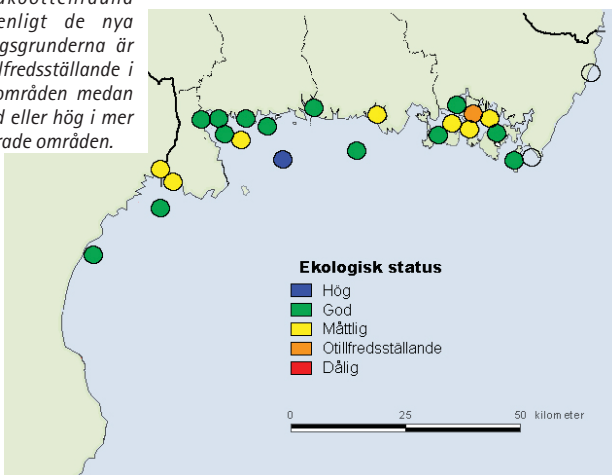 enligt de nya
gsgrunderna är
lfredsställande i
områden medan
d eller hög i mer
rade områden.
Ekologisk status
Hög
God
Måttlig
Otillfredsställande
Dålig
0 25 50 kilometer